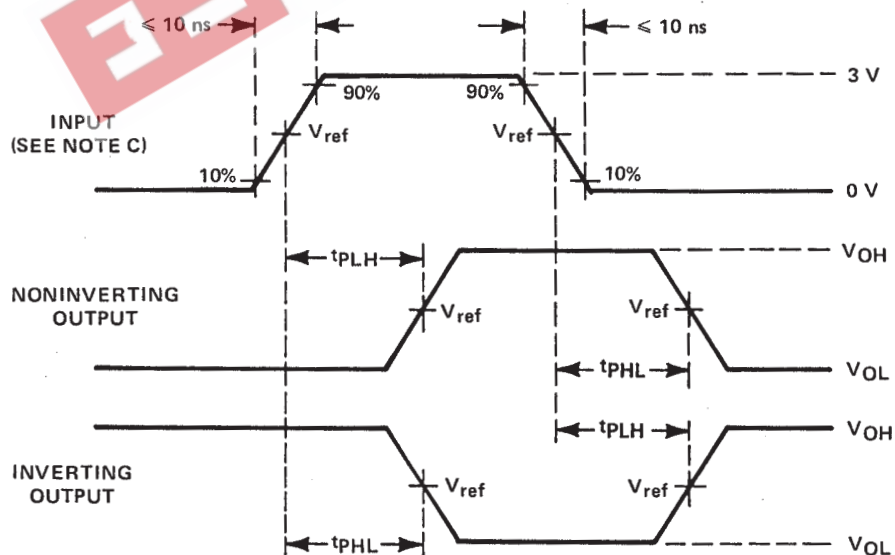 ≤ 10 ns
≤ 10 ns
3 V
90%
90%
INPUT
(SEE NOTE C)
Vref
Vref
10%
10%
0 V
tPLH
VOH
NONINVERTING
OUTPUT
Vref
Vref
tPHL
VOL
tPLH
VOH
INVERTING
OUTPUT
Vref
Vref
tPHL
VOL